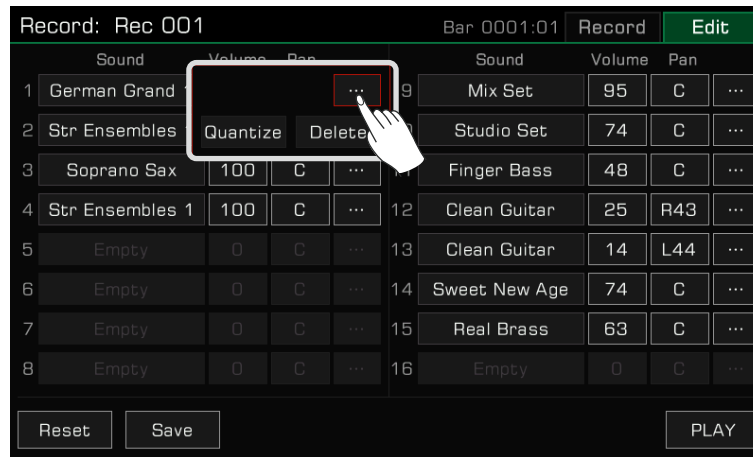 Record: Rec 001 Bar 0001:01 Record Edit
Sound Volume Pan Sound Volume Pan
1 German Grand ... 9 Mix Set 95 C ...
2 Str Ensembles Quantize Delete Studio Set 74 C ...
3 Soprano Sax 100 C ... 11 Finger Bass 48 C ...
4 Str Ensembles 1 100 C ... 12 Clean Guitar 25 R43 ...
5 Empty 0 C ... 13 Clean Guitar 14 L44 ...
6 Empty 0 C ... 14 Sweet New Age 74 C ...
7 Empty 0 C ... 15 Real Brass 63 C ...
8 Empty 0 C ... 16 Empty 0 C ...
Reset Save PLAY